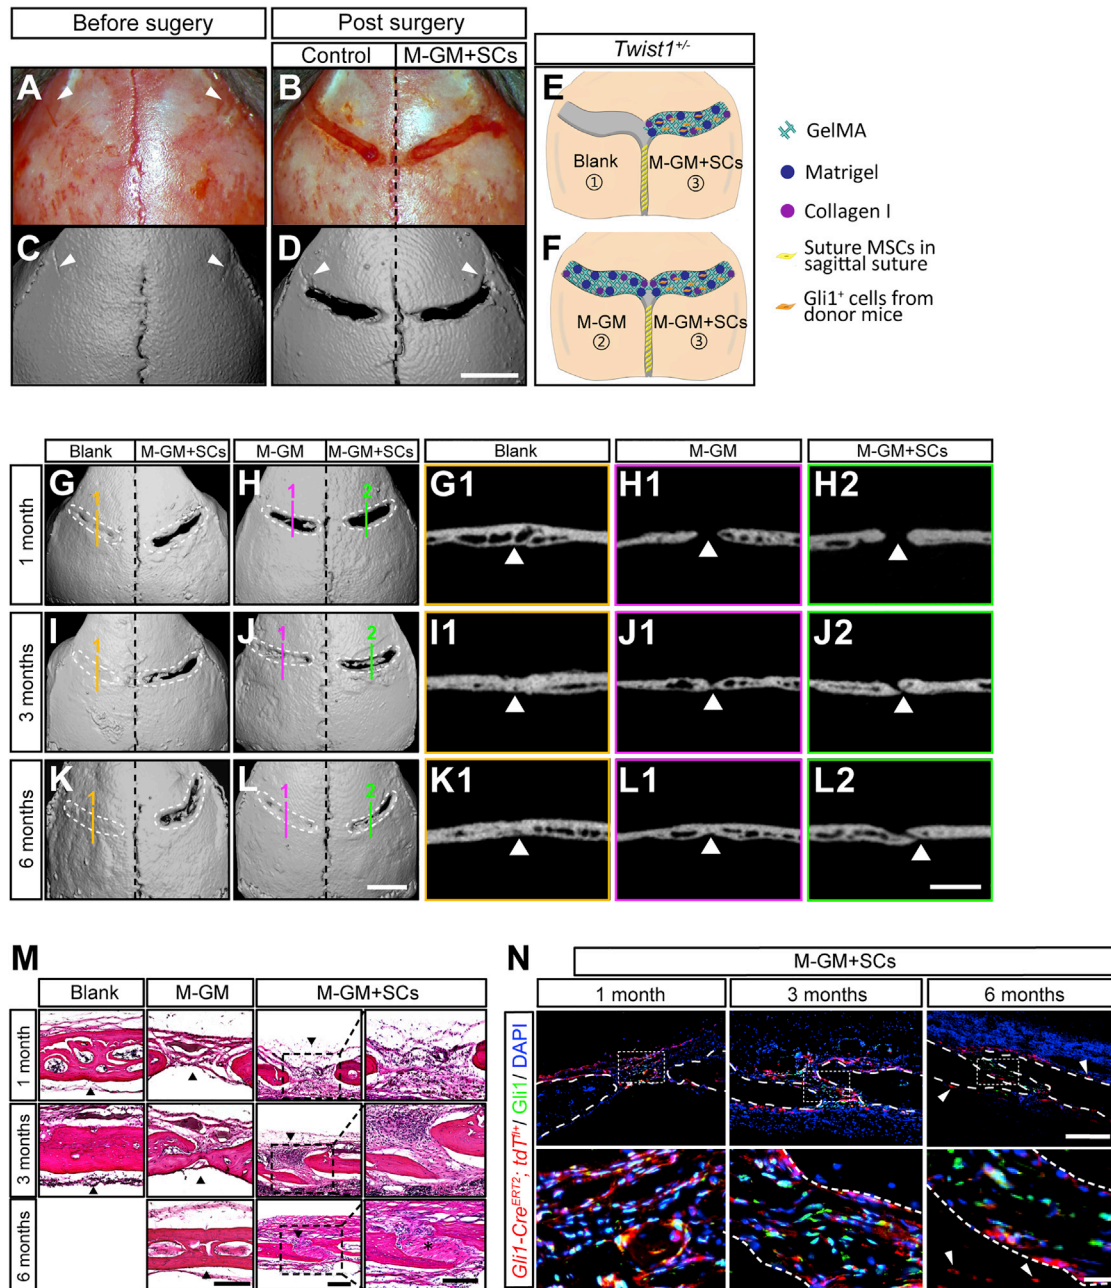 Before sugery
Post surgery
Control
M-GM+SCs
Twist1+/-
A
B
C
D
E
Blank
①
M-GM+SCs
③
F
M-GM
②
M-GM+SCs
③
GelMA
Matrigel
Collagen I
Suture MSCs in
sagittal suture
Gli1+ cells from
donor mice
Blank
M-GM+SCs
M-GM
M-GM+SCs
Blank
M-GM
M-GM+SCs
1 month
G
1
H
1
2
G1
H1
H2
3 months
I
1
J
1
2
I1
J1
J2
6 months
K
1
L
1
2
K1
L1
L2
M
Blank
M-GM
M-GM+SCs
1 month
3 months
6 months
*
N
M-GM+SCs
1 month
3 months
6 months
Gli1-CreERT2; tdTfl/+/ Gli1/ DAPI